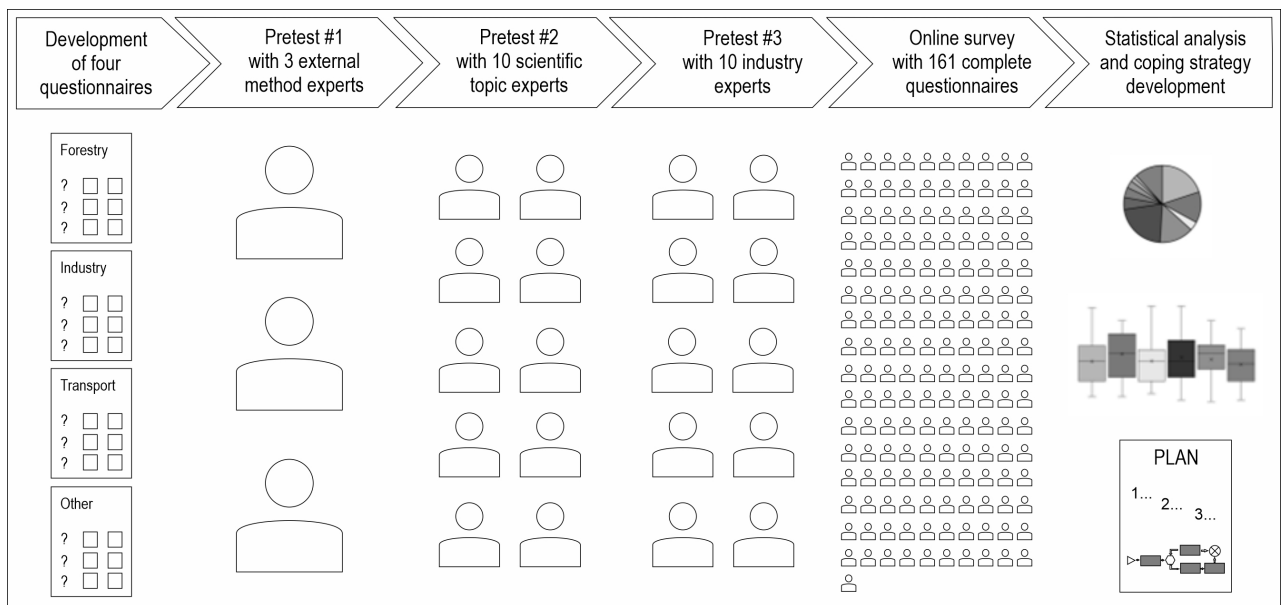 Development
of four
questionnaires
Pretest #1
with 3 external
method experts
Pretest #2
with 10 scientific
topic experts
Pretest #3
with 10 industry
experts
Online survey
with 161 complete
questionnaires
Statistical analysis
and coping strategy
development
Forestry
?
?
?
Industry
?
?
?
Transport
?
?
?
Other
?
?
?
PLAN
1...
2...
3...